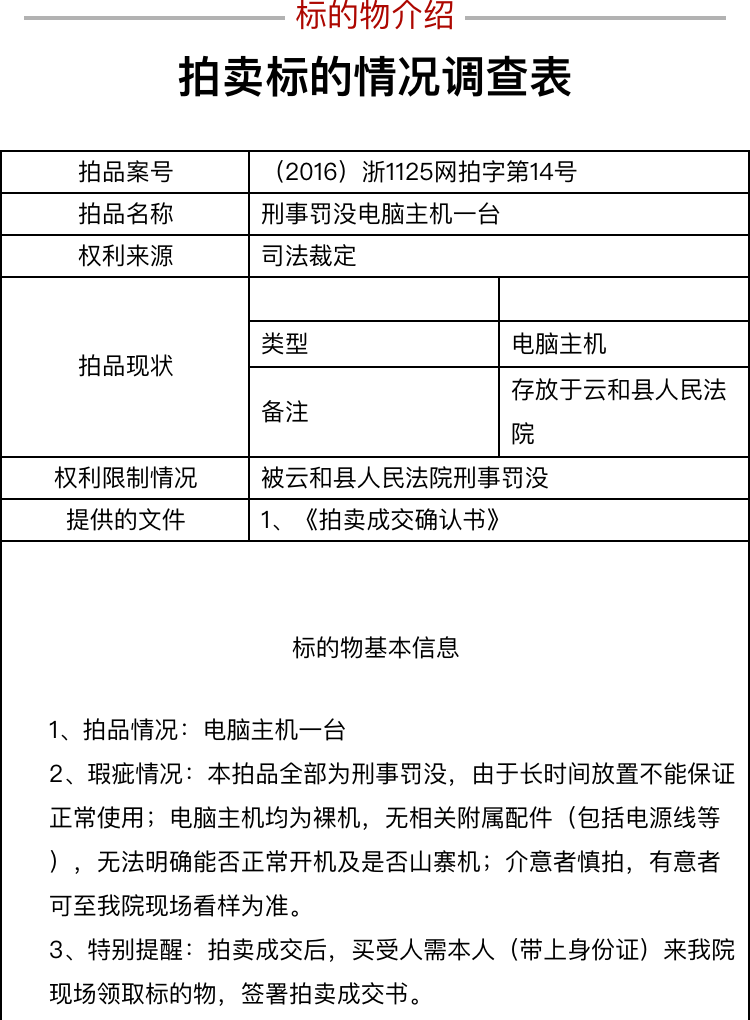 标的物介绍
拍卖标的情况调查表
拍品案号 （2016）浙1125网拍字第14号
拍品名称 刑事罚没电脑主机一台
权利来源 司法裁定
拍品现状
类型 电脑主机
备注 存放于云和县人民法
院
权利限制情况 被云和县人民法院刑事罚没
提供的文件 1、《拍卖成交确认书》
标的物基本信息
1、拍品情况：电脑主机一台
2、瑕疵情况：本拍品全部为刑事罚没，由于长时间放置不能保证
正常使用；电脑主机均为裸机，无相关附属配件（包括电源线等
），无法明确能否正常开机及是否山寨机；介意者慎拍，有意者
可至我院现场看样为准。
3、特别提醒：拍卖成交后，买受人需本人（带上身份证）来我院
现场领取标的物，签署拍卖成交书。